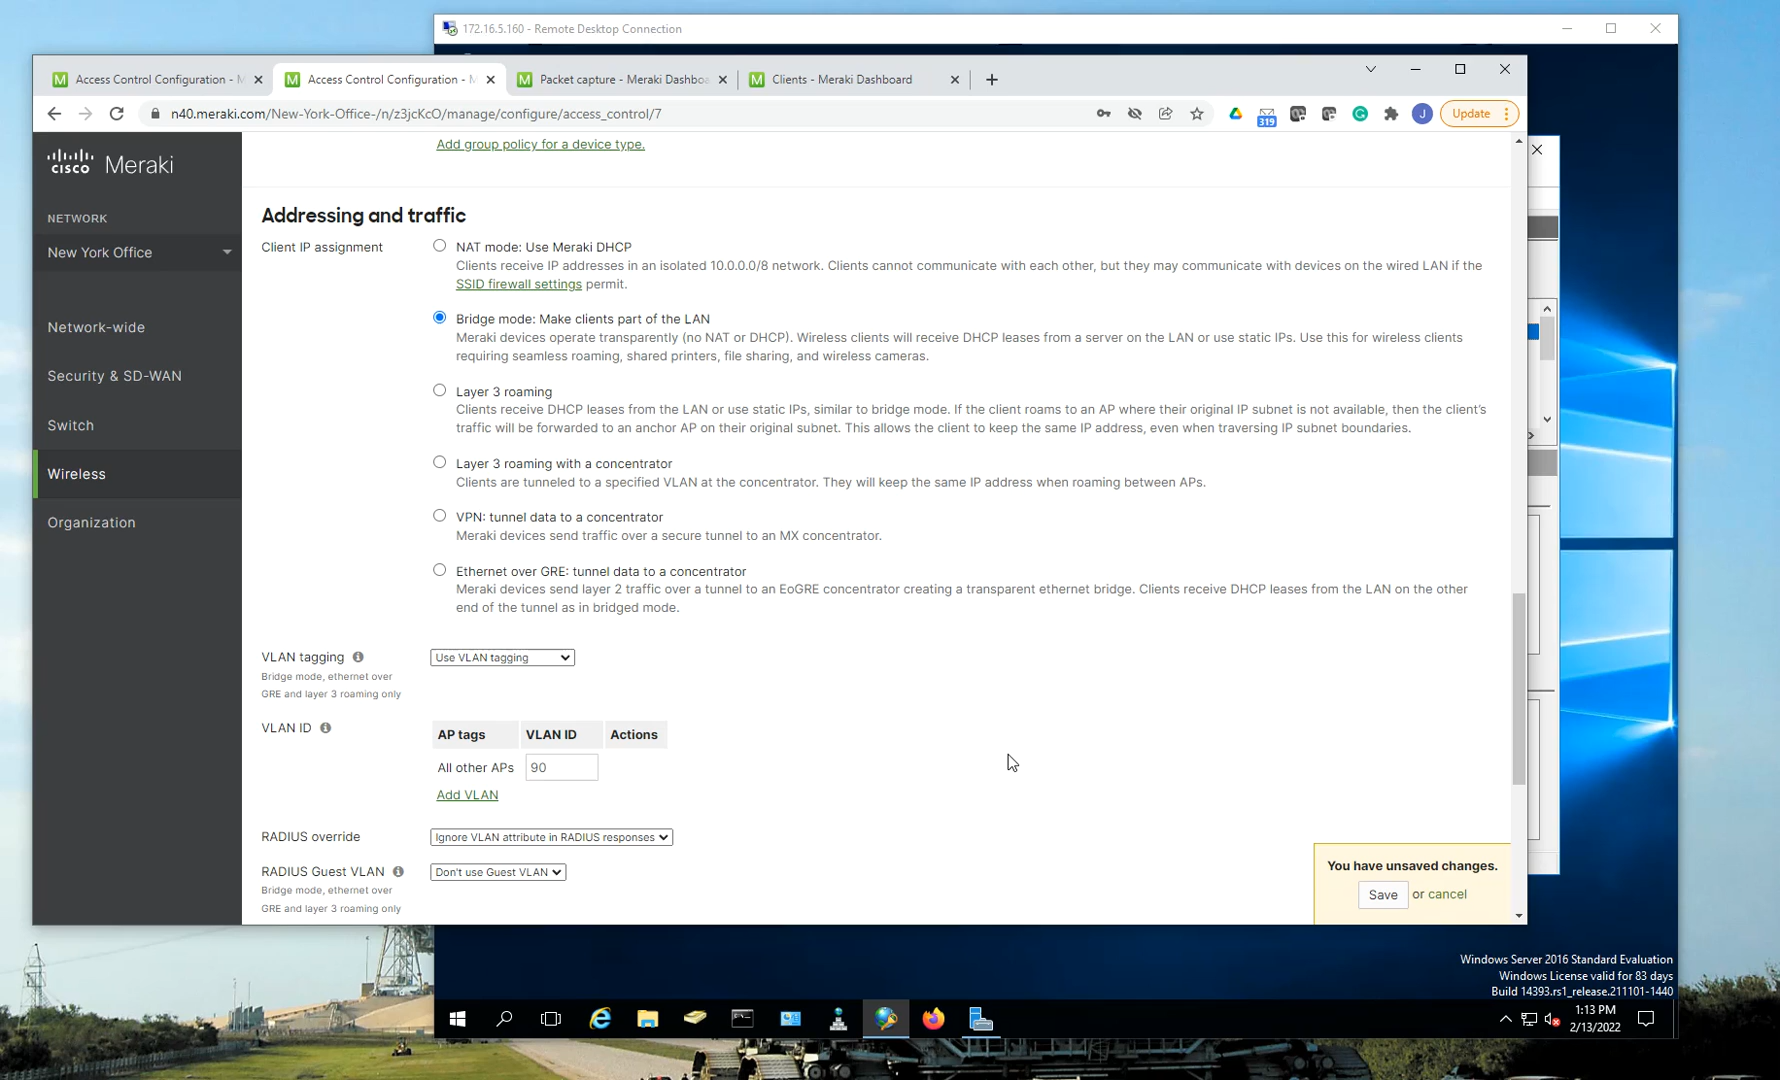 172.16.5.160 - Remote Desktop Connection
Access Control Configuration - M
Access Control Configuration - M
Packet capture - Meraki Dashboa
Clients - Meraki Dashboard
n40.meraki.com/New-York-Office-/n/z3jcKcO/manage/configure/access_control/7
319
G
J
Update
CISCO Meraki
NETWORK
New York Office
Network-wide
Security & SD-WAN
Switch
Wireless
Organization
Add group policy for a device type.
Addressing and traffic
Client IP assignment
NAT mode: Use Meraki DHCP
Clients receive IP addresses in an isolated 10.0.0.0/8 network. Clients cannot communicate with each other, but they may communicate with devices on the wired LAN if the
SSID firewall settings permit.
Bridge mode: Make clients part of the LAN
Meraki devices operate transparently (no NAT or DHCP). Wireless clients will receive DHCP leases from a server on the LAN or use static IPs. Use this for wireless clients
requiring seamless roaming, shared printers, file sharing, and wireless cameras.
Layer 3 roaming
Clients receive DHCP leases from the LAN or use static IPs, similar to bridge mode. If the client roams to an AP where their original IP subnet is not available, then the client's
traffic will be forwarded to an anchor AP on their original subnet. This allows the client to keep the same IP address, even when traversing IP subnet boundaries.
Layer 3 roaming with a concentrator
Clients are tunneled to a specified VLAN at the concentrator. They will keep the same IP address when roaming between APs.
VPN: tunnel data to a concentrator
Meraki devices send traffic over a secure tunnel to an MX concentrator.
Ethernet over GRE: tunnel data to a concentrator
Meraki devices send layer 2 traffic over a tunnel to an EoGRE concentrator creating a transparent ethernet bridge. Clients receive DHCP leases from the LAN on the other
end of the tunnel as in bridged mode.
VLAN tagging
Use VLAN tagging
Bridge mode, ethernet over
GRE and layer 3 roaming only
VLAN ID
AP tags VLAN ID Actions
All other APs 90
Add VLAN
RADIUS override
Ignore VLAN attribute in RADIUS responses
RADIUS Guest VLAN
Don't use Guest VLAN
Bridge mode, ethernet over
GRE and layer 3 roaming only
You have unsaved changes.
Save or cancel
Windows Server 2016 Standard Evaluation
Windows License valid for 83 days
Build 14393.rs1_release.211101-1440
1:13 PM
2/13/2022